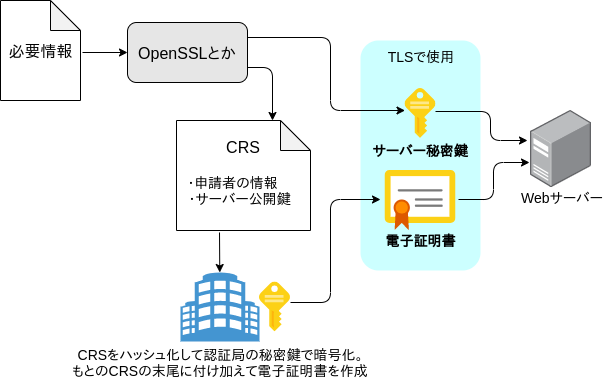 必要情報
OpenSSLとか
TLSで使用
CRS
・申請者の情報
・サーバー公開鍵
サーバー秘密鍵
電子証明書
Webサーバー
CRSをハッシュ化して認証局の秘密鍵で暗号化。
もとのCRSの末尾に付け加えて電子証明書を作成